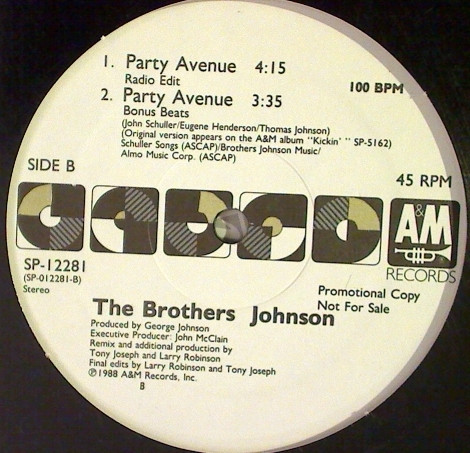 1. Party Avenue 4:15
Radio Edit
100 BPM
2. Party Avenue 3:35
Bonus Beats
(John Schuller/Eugene Henderson/Thomas Johnson)
(Original version appears on the A&M album "Kickin' " SP-5162)
Schuller Songs (ASCAP)/Brothers Johnson Music/
Almo Music Corp. (ASCAP)
SIDE B
45 RPM
A&M
RECORDS
SP-12281
(SP-012281-B)
Stereo
Promotional Copy
Not For Sale
The Brothers Johnson
Produced by George Johnson
Executive Producer: John McClain
Remix and additional production by
Tony Joseph and Larry Robinson
Final edits by Larry Robinson and Tony Joseph
℗1988 A&M Records, Inc.
B